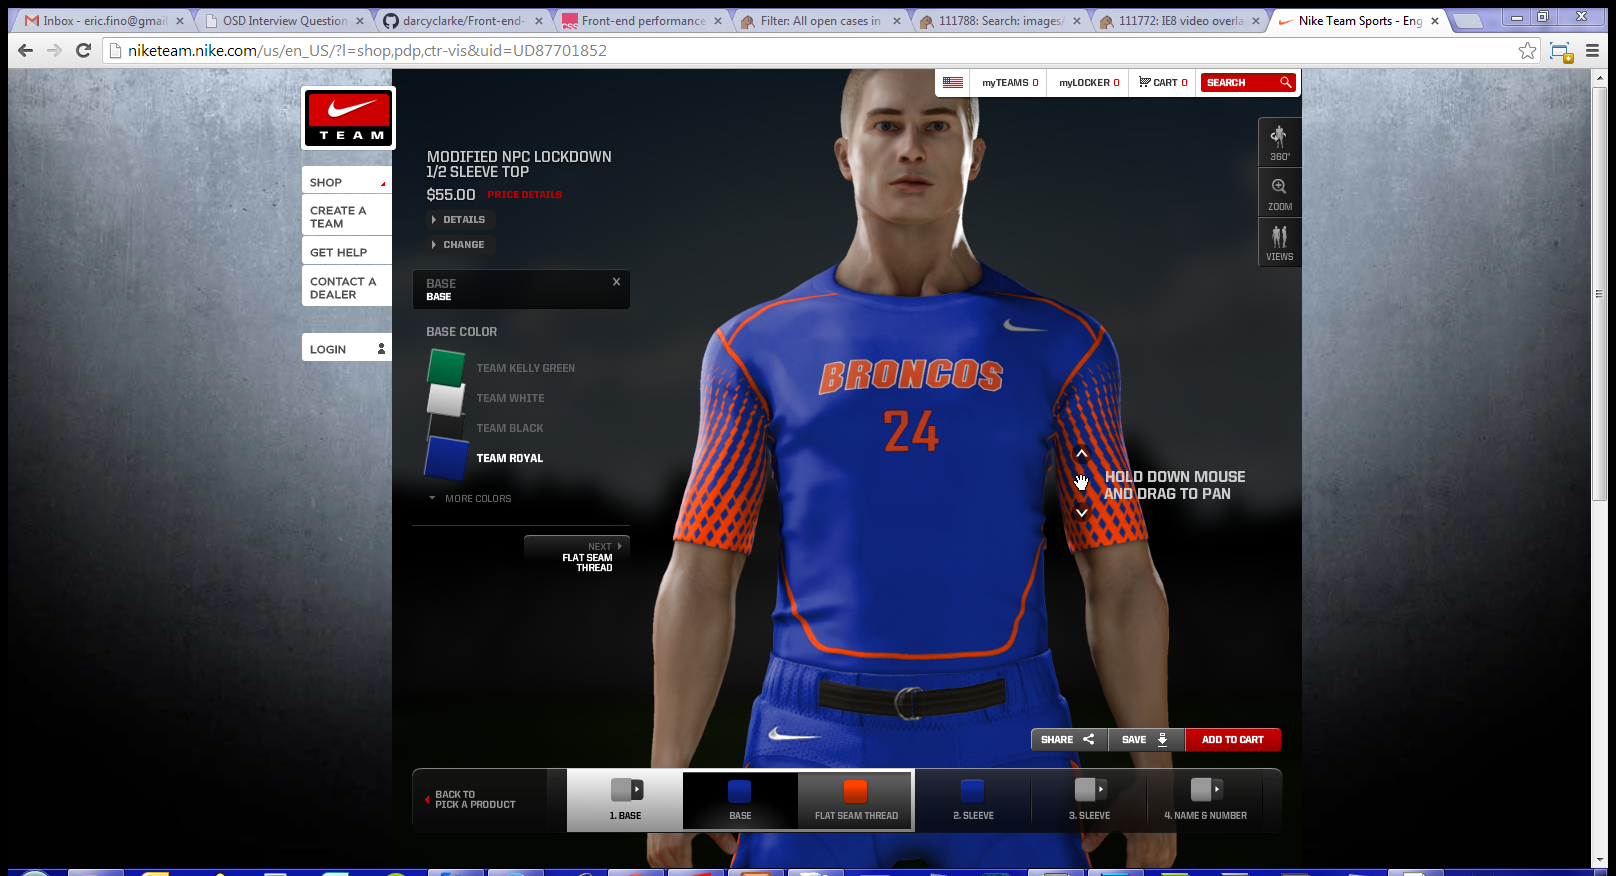 Inbox - eric.fino@gmail
OSD Interview Question
darcyclarke/Front-end-
Front-end performance
Filter: All open cases in
111788: Search: images/
111772: IE8 video overla
Nike Team Sports - Eng
niketeam.nike.com/us/en_US/?l=shop,pdp,ctr-vis&uid=UD87701852
myTEAMS 0
myLOCKER 0
CART 0
SEARCH
TEAM
SHOP
CREATE A
TEAM
GET HELP
CONTACT A
DEALER
LOGIN
MODIFIED NPC LOCKDOWN
1/2 SLEEVE TOP
$55.00 PRICE DETAILS
DETAILS
CHANGE
BASE
BASE
X
BASE COLOR
TEAM KELLY GREEN
TEAM WHITE
TEAM BLACK
TEAM ROYAL
MORE COLORS
NEXT
FLAT SEAM
THREAD
360°
ZOOM
VIEWS
BRONCOS
24
HOLD DOWN MOUSE
AND DRAG TO PAN
SHARE
SAVE
ADD TO CART
BACK TO
PICK A PRODUCT
1. BASE
BASE
FLAT SEAM THREAD
2. SLEEVE
3. SLEEVE
4. NAME & NUMBER